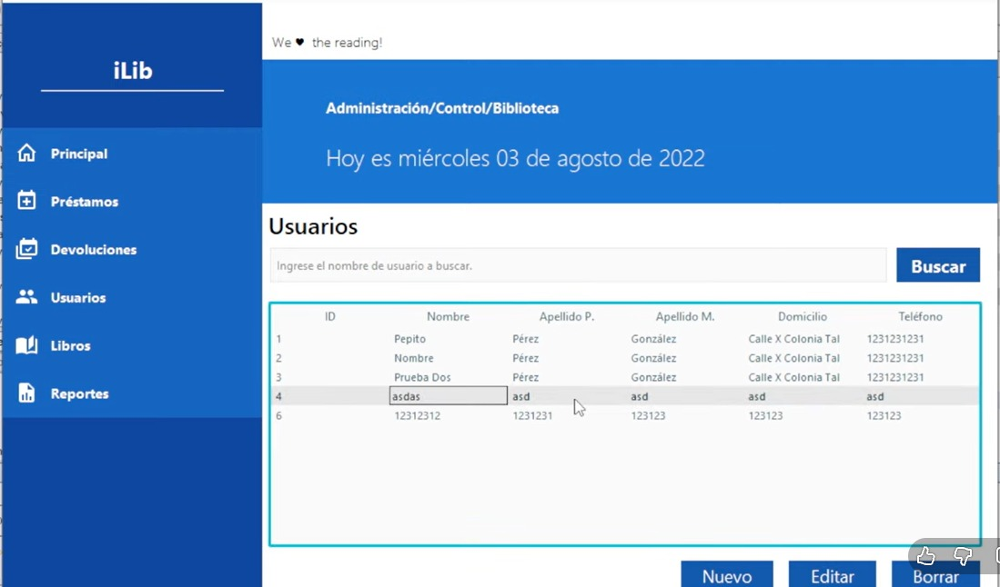 We ♥ the reading!
iLib
Administración/Control/Biblioteca
Hoy es miércoles 03 de agosto de 2022
Principal
Préstamos
Devoluciones
Usuarios
Libros
Reportes
Usuarios
Ingrese el nombre de usuario a buscar.
Buscar
ID Nombre Apellido P. Apellido M. Domicilio Teléfono
1 Pepito Pérez González Calle X Colonia Tal 1231231231
2 Nombre Pérez González Calle X Colonia Tal 1231231231
3 Prueba Dos Pérez González Calle X Colonia Tal 1231231231
4 asdas asd asd asd asd
6 12312312 1231231 123123 123123 123123
Nuevo Editar Borrar